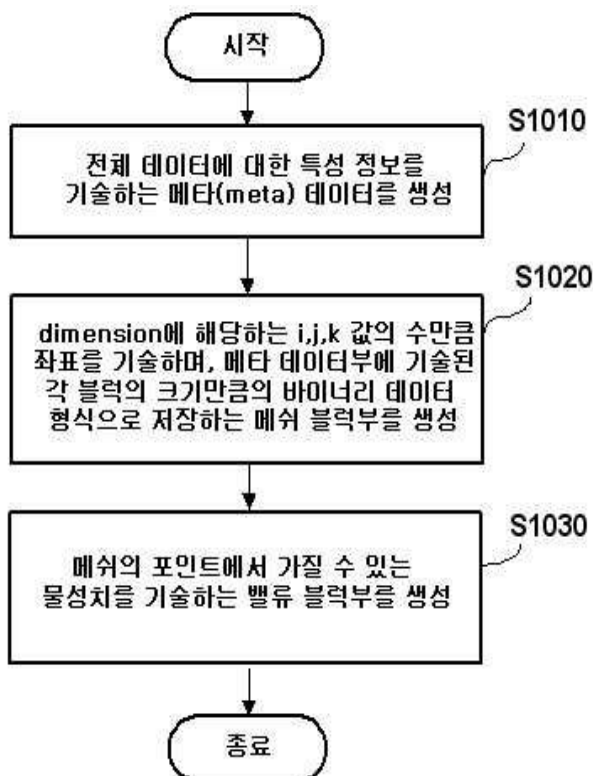 시작
S1010
전체 데이터에 대한 특성 정보를
기술하는 메타(meta) 데이터를 생성
S1020
dimension에 해당하는 i,j,k 값의 수만큼
좌표를 기술하며, 메타 데이터부에 기술된
각 블럭의 크기만큼의 바이너리 데이터
형식으로 저장하는 메쉬 블럭부를 생성
S1030
메쉬의 포인트에서 가질 수 있는
물성치를 기술하는 밸류 블럭부를 생성
종료